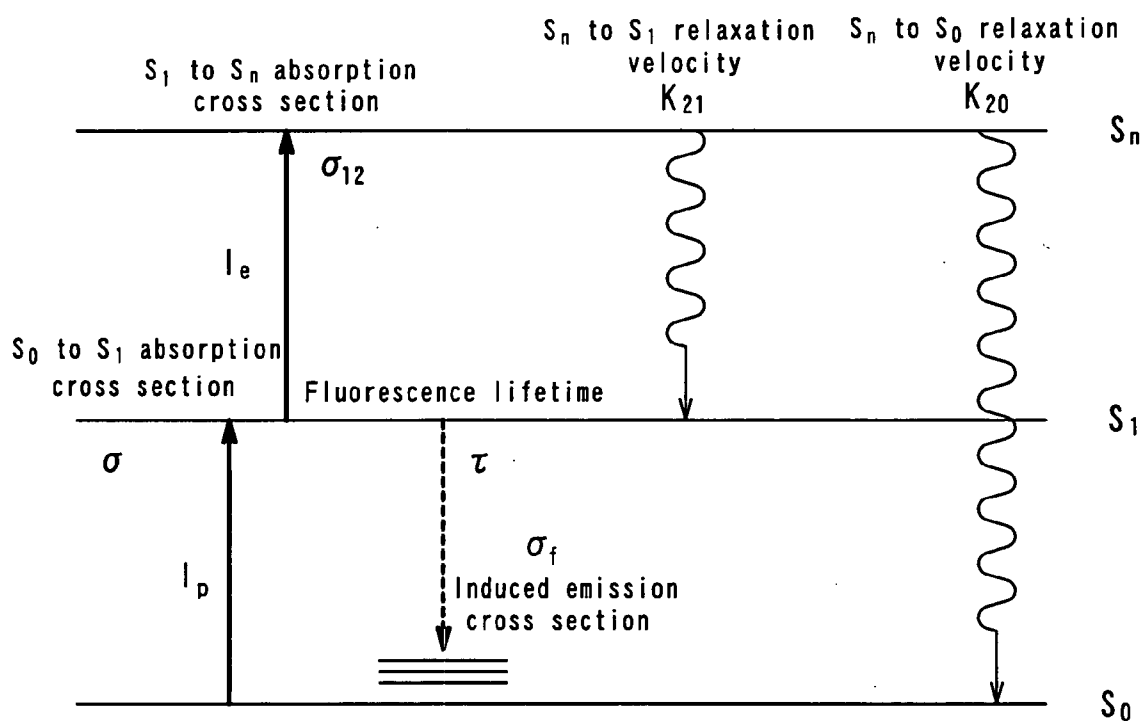 S₁ to Sₙ absorption
cross section
Sₙ to S₁ relaxation
velocity
K₂₁
Sₙ to S₀ relaxation
velocity
K₂₀
Sₙ
σ₁₂
Iₑ
S₀ to S₁ absorption
cross section
Fluorescence lifetime
S₁
σ
τ
σf
Induced emission
cross section
Iₚ
S₀